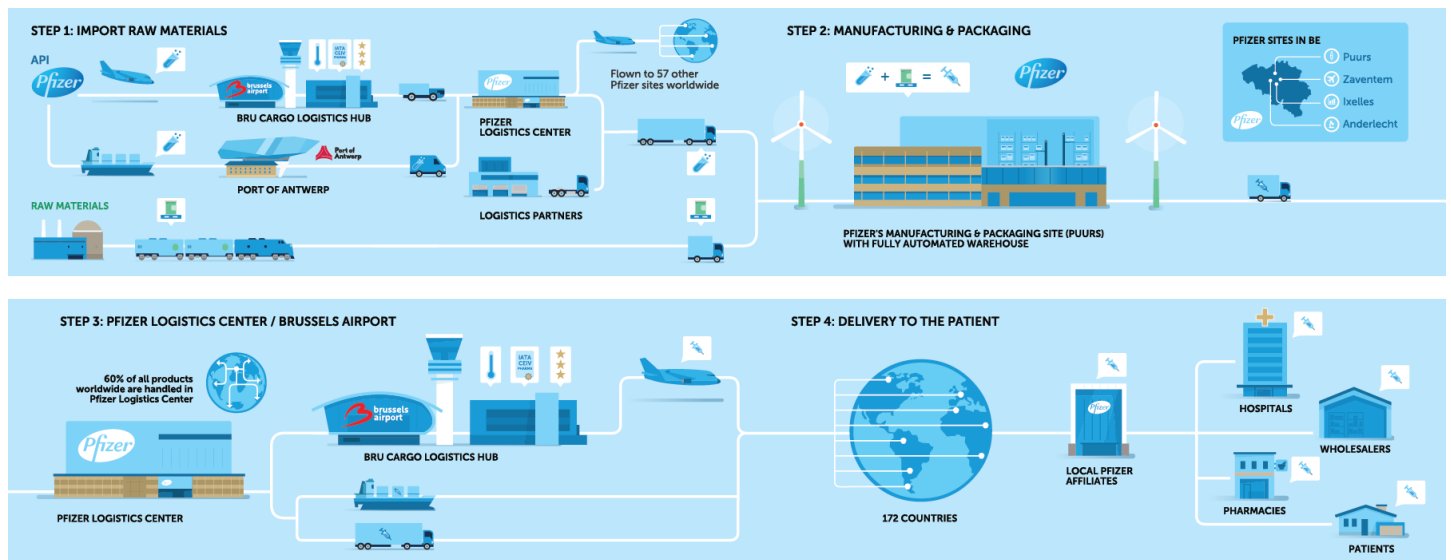 STEP 1: IMPORT RAW MATERIALS
API
Pfizer
brussels
airport
IATA
CEIV
PHARMA
BRU CARGO LOGISTICS HUB
Port of
Antwerp
PORT OF ANTWERP
RAW MATERIALS
Pfizer
PFIZER
LOGISTICS CENTER
LOGISTICS PARTNERS
Flown to 57 other
Pfizer sites worldwide
STEP 2: MANUFACTURING & PACKAGING
+
=
Pfizer
PFIZER'S MANUFACTURING & PACKAGING SITE (PUURS)
WITH FULLY AUTOMATED WAREHOUSE
PFIZER SITES IN BE
Puurs
Zaventem
Ixelles
Anderlecht
Pfizer
STEP 3: PFIZER LOGISTICS CENTER / BRUSSELS AIRPORT
60% of all products
worldwide are handled in
Pfizer Logistics Center
Pfizer
PFIZER LOGISTICS CENTER
brussels
airport
IATA
CEIV
PHARMA
BRU CARGO LOGISTICS HUB
STEP 4: DELIVERY TO THE PATIENT
172 COUNTRIES
Pfizer
LOCAL PFIZER
AFFILIATES
HOSPITALS
WHOLESALERS
PHARMACIES
PATIENTS